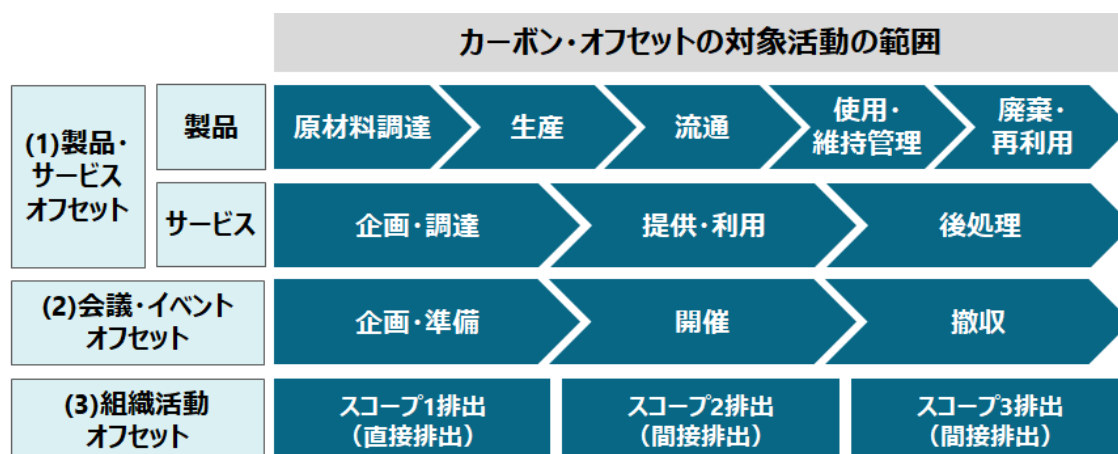 カーボン・オフセットの対象活動の範囲
(1)製品・
サービス
オフセット
製品
原材料調達
生産
流通
使用・
維持管理
廃棄・
再利用
サービス
企画・調達
提供・利用
後処理
(2)会議・イベント
オフセット
企画・準備
開催
撤収
(3)組織活動
オフセット
スコープ1排出
(直接排出)
スコープ2排出
(間接排出)
スコープ3排出
(間接排出)